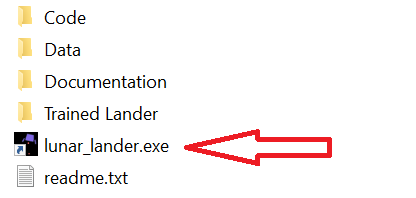 Code
Data
Documentation
Trained Lander
lunar_lander.exe
readme.txt